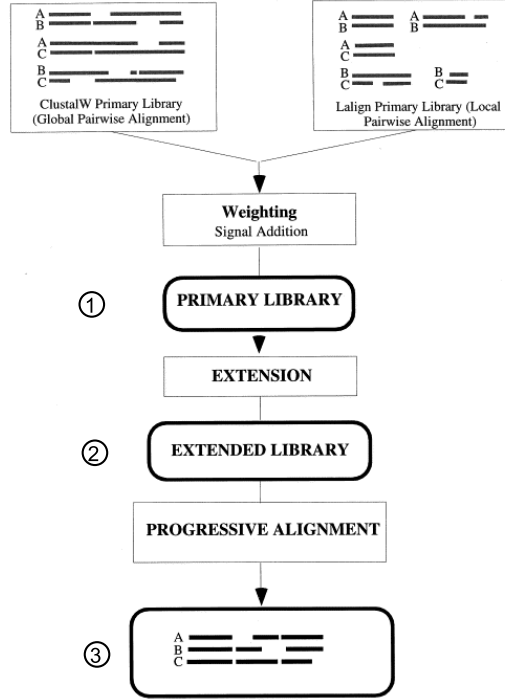 A
B
A
C
B
C
ClustalW Primary Library
(Global Pairwise Alignment)
A A
B B
A
C
B B
C C
Lalign Primary Library (Local
Pairwise Alignment)
Weighting
Signal Addition
1 PRIMARY LIBRARY
EXTENSION
2 EXTENDED LIBRARY
PROGRESSIVE ALIGNMENT
3
A
B
C